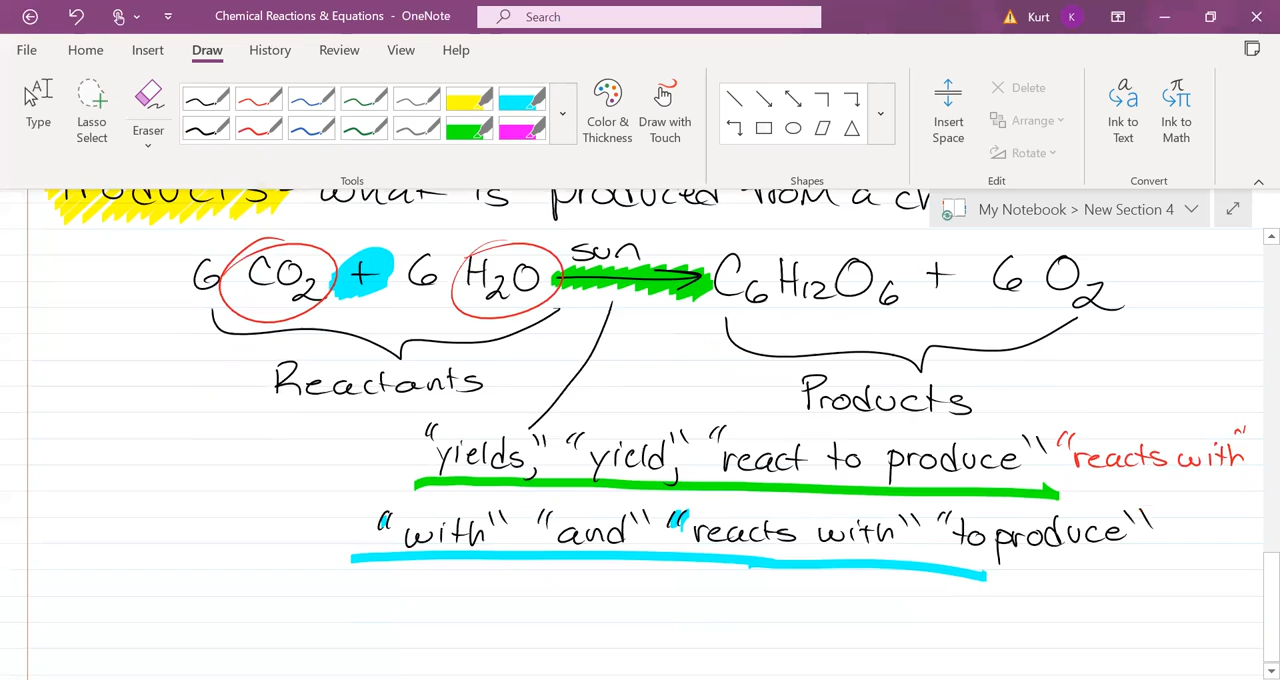 Chemical Reactions & Equations - OneNote
Search
Kurt K
File Home Insert Draw History Review View Help
Type
Lasso Select
Eraser
Color & Thickness
Draw with Touch
Insert Space
Delete
Arrange
Rotate
Ink to Text
Ink to Math
Tools Shapes Edit Convert
Products - what is produced from a
My Notebook > New Section 4
6 CO₂ + 6 H₂O sun → C₆H₁₂O₆ + 6 O₂
Reactants
Products
"yields," "yield," "react to produce" "reacts with"
"with" "and" "reacts with" "to produce"